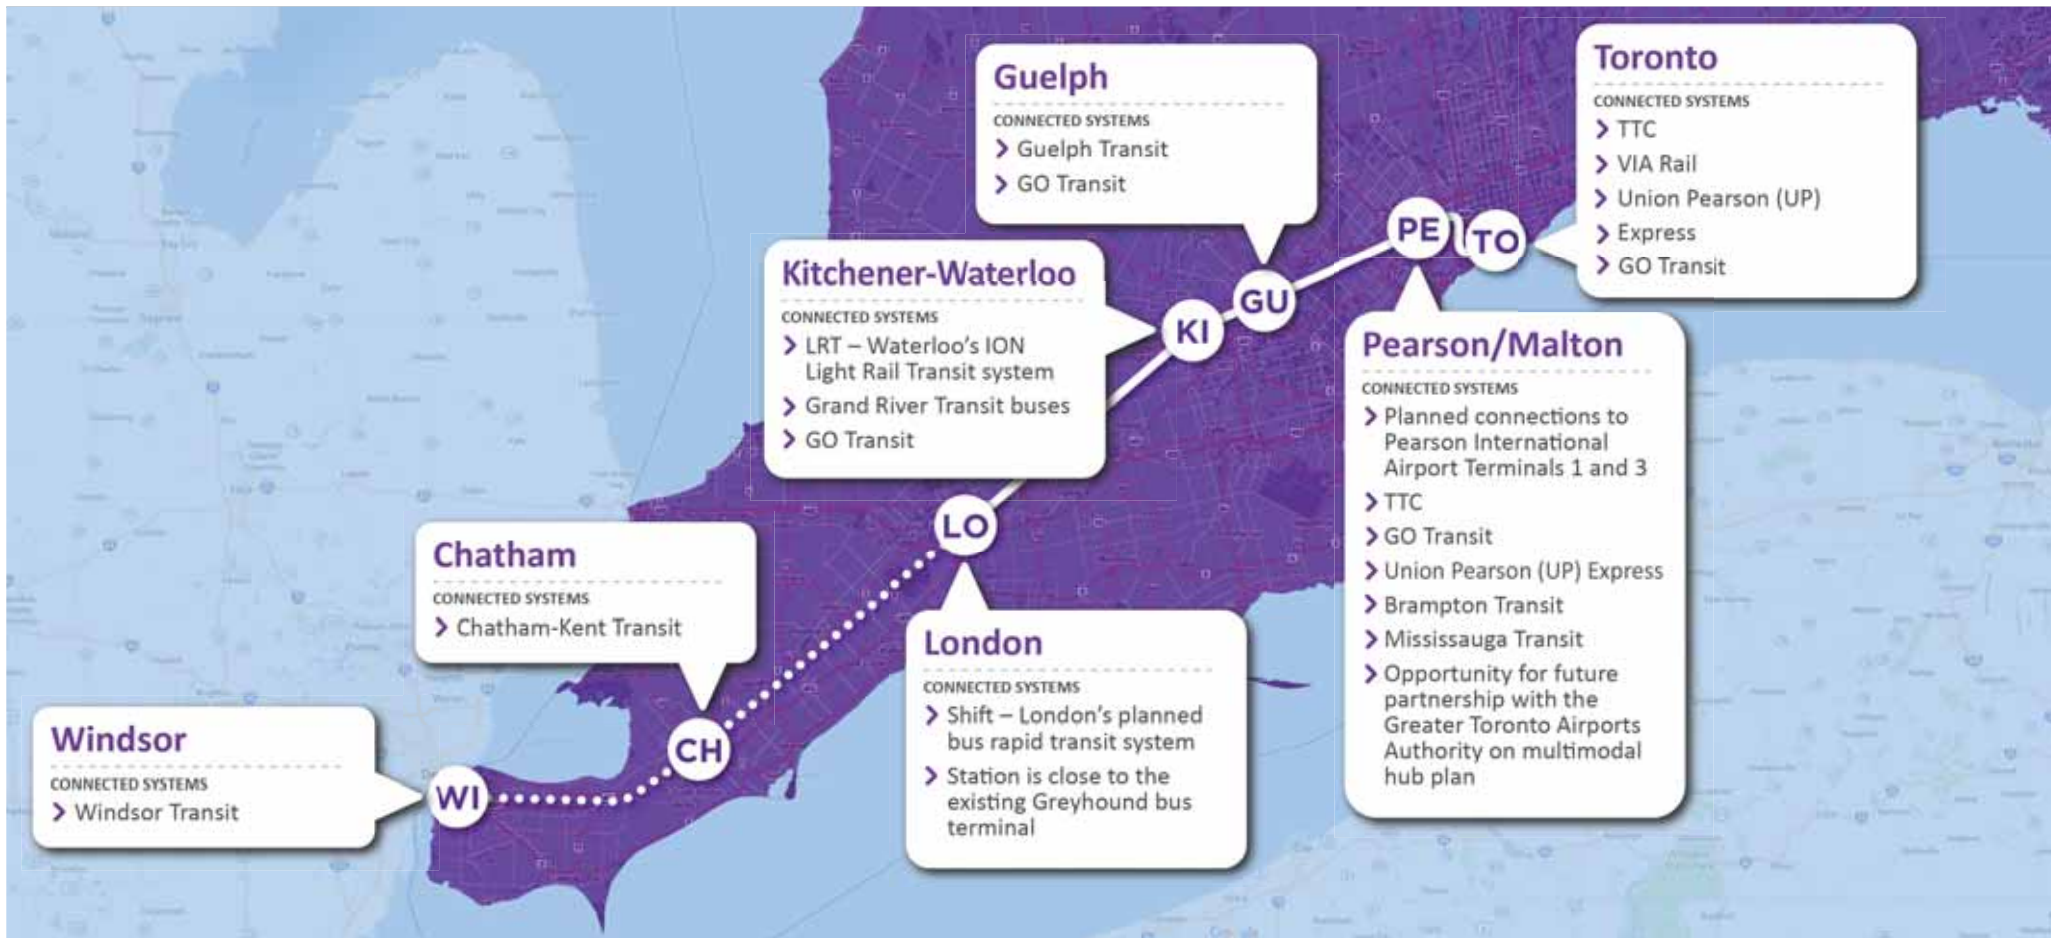 Guelph
CONNECTED SYSTEMS
Guelph Transit
GO Transit
Toronto
CONNECTED SYSTEMS
TTC
VIA Rail
Union Pearson (UP)
Express
GO Transit
Kitchener-Waterloo
CONNECTED SYSTEMS
LRT – Waterloo's ION
Light Rail Transit system
Grand River Transit buses
GO Transit
PE
TO
GU
KI
LO
CH
WI
Pearson/Malton
CONNECTED SYSTEMS
Planned connections to
Pearson International
Airport Terminals 1 and 3
TTC
GO Transit
Union Pearson (UP) Express
Brampton Transit
Mississauga Transit
Opportunity for future
partnership with the
Greater Toronto Airports
Authority on multimodal
hub plan
Chatham
CONNECTED SYSTEMS
Chatham-Kent Transit
London
CONNECTED SYSTEMS
Shift – London's planned
bus rapid transit system
Station is close to the
existing Greyhound bus
terminal
Windsor
CONNECTED SYSTEMS
Windsor Transit
Google